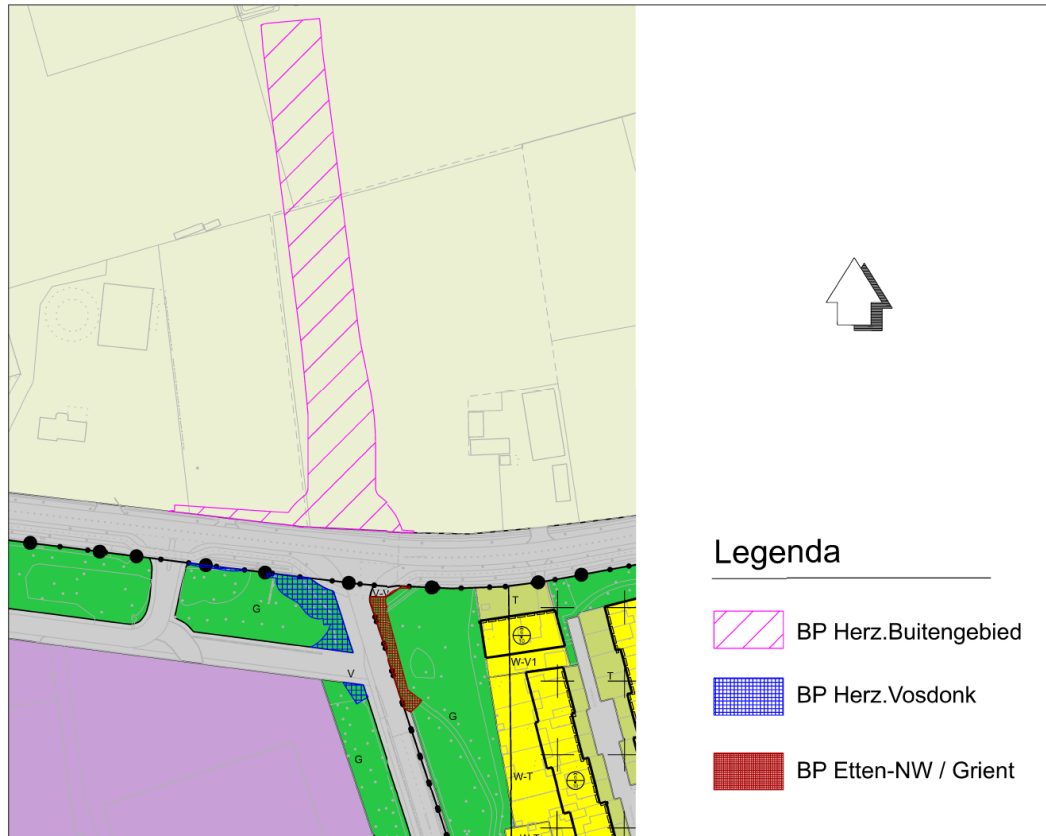 Legenda
BP Herz.Buitengebied
BP Herz.Vosdonk
BP Etten-NW / Grient
G
V-V
T
W-V1
V
T
G
G
W-T
W-T